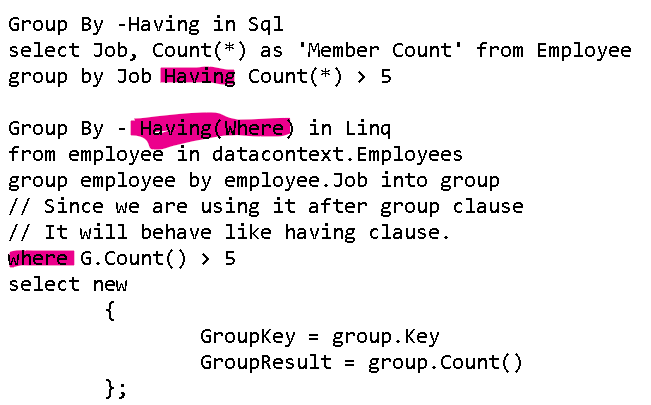 Group By -Having in Sql
select Job, Count(*) as 'Member Count' from Employee
group by Job Having Count(*) > 5
Group By - Having(Where) in Linq
from employee in datacontext.Employees
group employee by employee.Job into group
// Since we are using it after group clause
// It will behave like having clause.
where G.Count() > 5
select new
{
GroupKey = group.Key
GroupResult = group.Count()
};